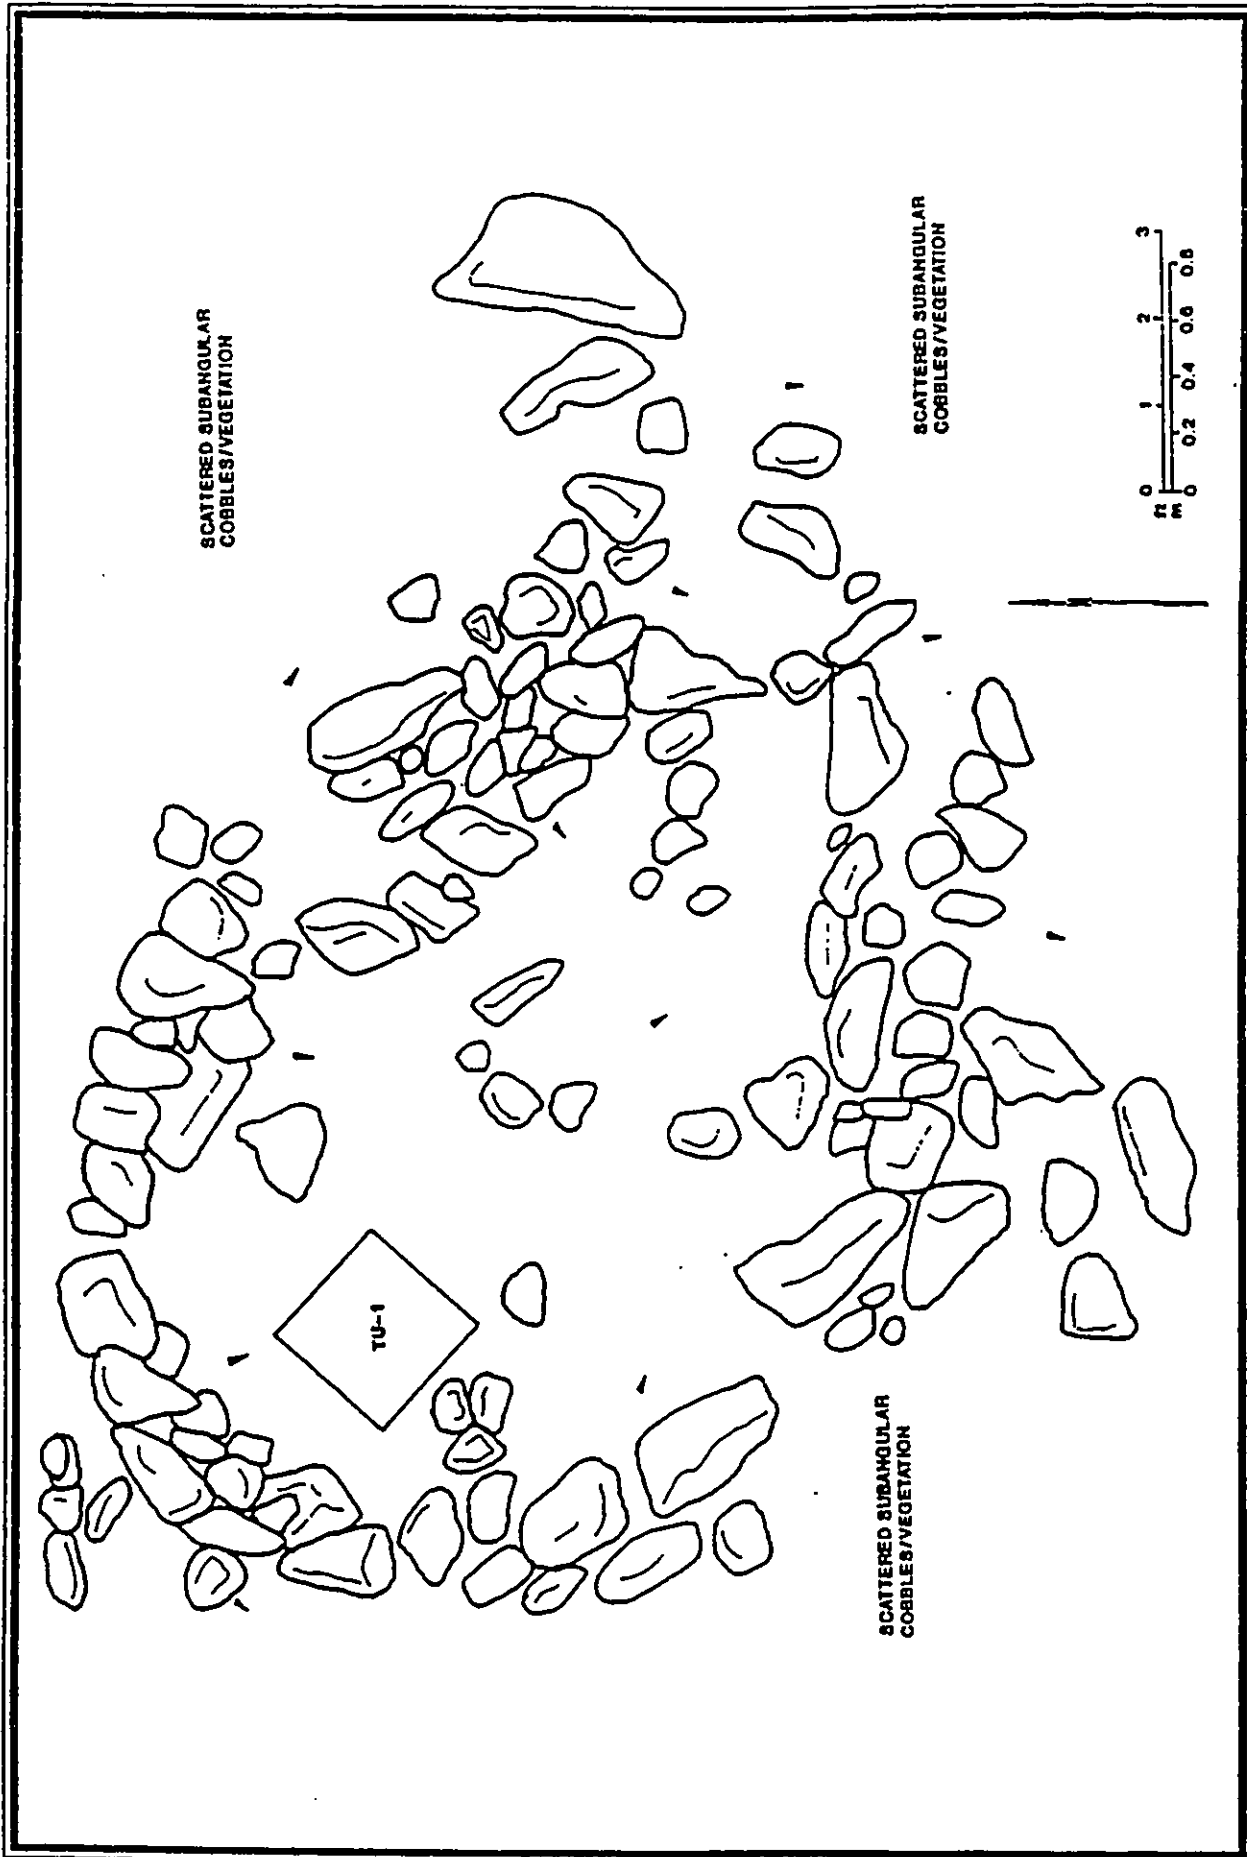 SCATTERED SUBANGULAR
COBBLES/VEGETATION
SCATTERED SUBANGULAR
COBBLES/VEGETATION
TU-1
SCATTERED SUBANGULAR
COBBLES/VEGETATION
0 1 2 3
ft
m
0 0.2 0.4 0.6 0.8